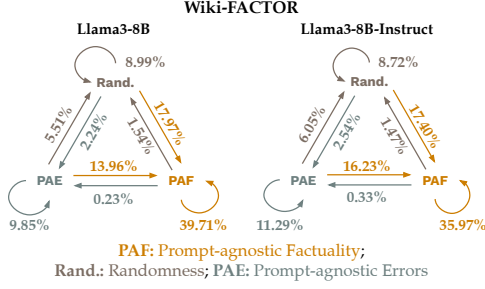 Wiki-FACTOR
Llama3-8B
8.99%
Rand.
5.51%
2.24%
1.54%
17.97%
PAE
13.96%
0.23%
PAF
9.85%
39.71%
Llama3-8B-Instruct
8.72%
Rand.
6.05%
2.54%
1.47%
17.40%
PAE
16.23%
0.33%
PAF
11.29%
35.97%
PAF: Prompt-agnostic Factuality;
Rand.: Randomness; PAE: Prompt-agnostic Errors